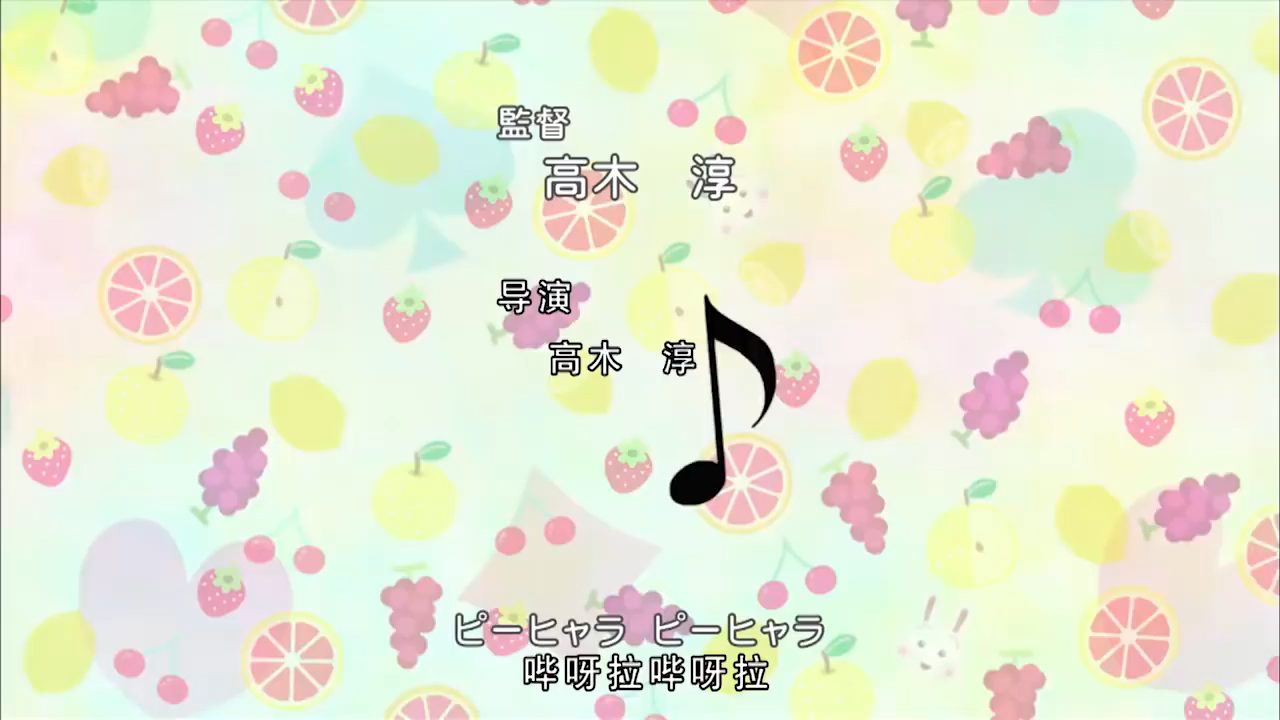 監督
高木 淳
导演
高木 淳
ピーヒャラ ピーヒャラ
哔呀拉哔呀拉